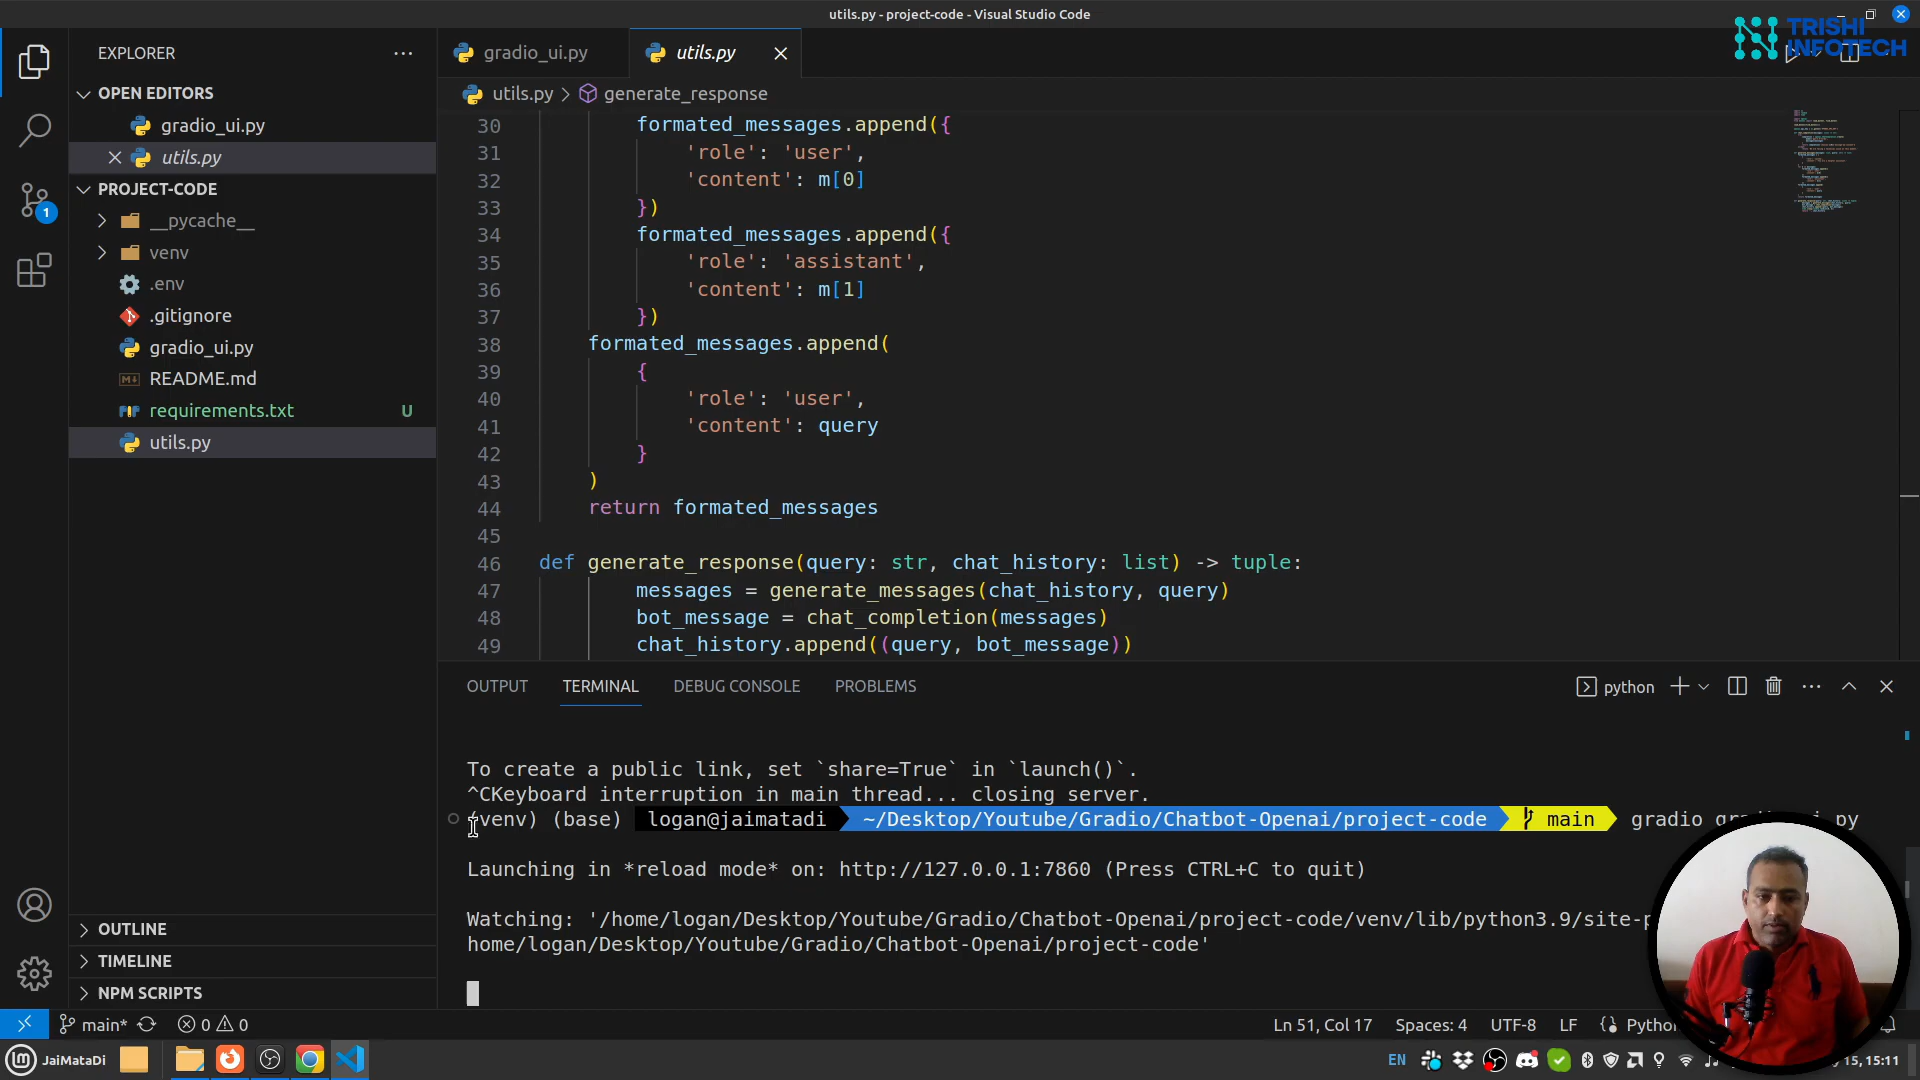 utils.py - project-code - Visual Studio Code
TRISHI
INFOTECH
EXPLORER
OPEN EDITORS
gradio_ui.py
utils.py
PROJECT-CODE
__pycache__
venv
.env
.gitignore
gradio_ui.py
README.md
requirements.txt U
utils.py
OUTLINE
TIMELINE
NPM SCRIPTS
1
gradio_ui.py utils.py
utils.py > generate_response
30 formated_messages.append({
31 'role': 'user',
32 'content': m[0]
33 })
34 formated_messages.append({
35 'role': 'assistant',
36 'content': m[1]
37 })
38 formated_messages.append(
39 {
40 'role': 'user',
41 'content': query
42 }
43 )
44 return formated_messages
45
46 def generate_response(query: str, chat_history: list) -> tuple:
47 messages = generate_messages(chat_history, query)
48 bot_message = chat_completion(messages)
49 chat_history.append((query, bot_message))
OUTPUT TERMINAL DEBUG CONSOLE PROBLEMS python
To create a public link, set `share=True` in `launch()`.
^CKeyboard interruption in main thread... closing server.
(venv) (base) logan@jaimatadi ~/Desktop/Youtube/Gradio/Chatbot-Openai/project-code main gradio gradio_ui.py
Launching in *reload mode* on: http://127.0.0.1:7860 (Press CTRL+C to quit)
Watching: '/home/logan/Desktop/Youtube/Gradio/Chatbot-Openai/project-code/venv/lib/python3.9/site-p
home/logan/Desktop/Youtube/Gradio/Chatbot-Openai/project-code'
main* 0 0 Ln 51, Col 17 Spaces: 4 UTF-8 LF Python
JaiMataDi EN 15, 15:11